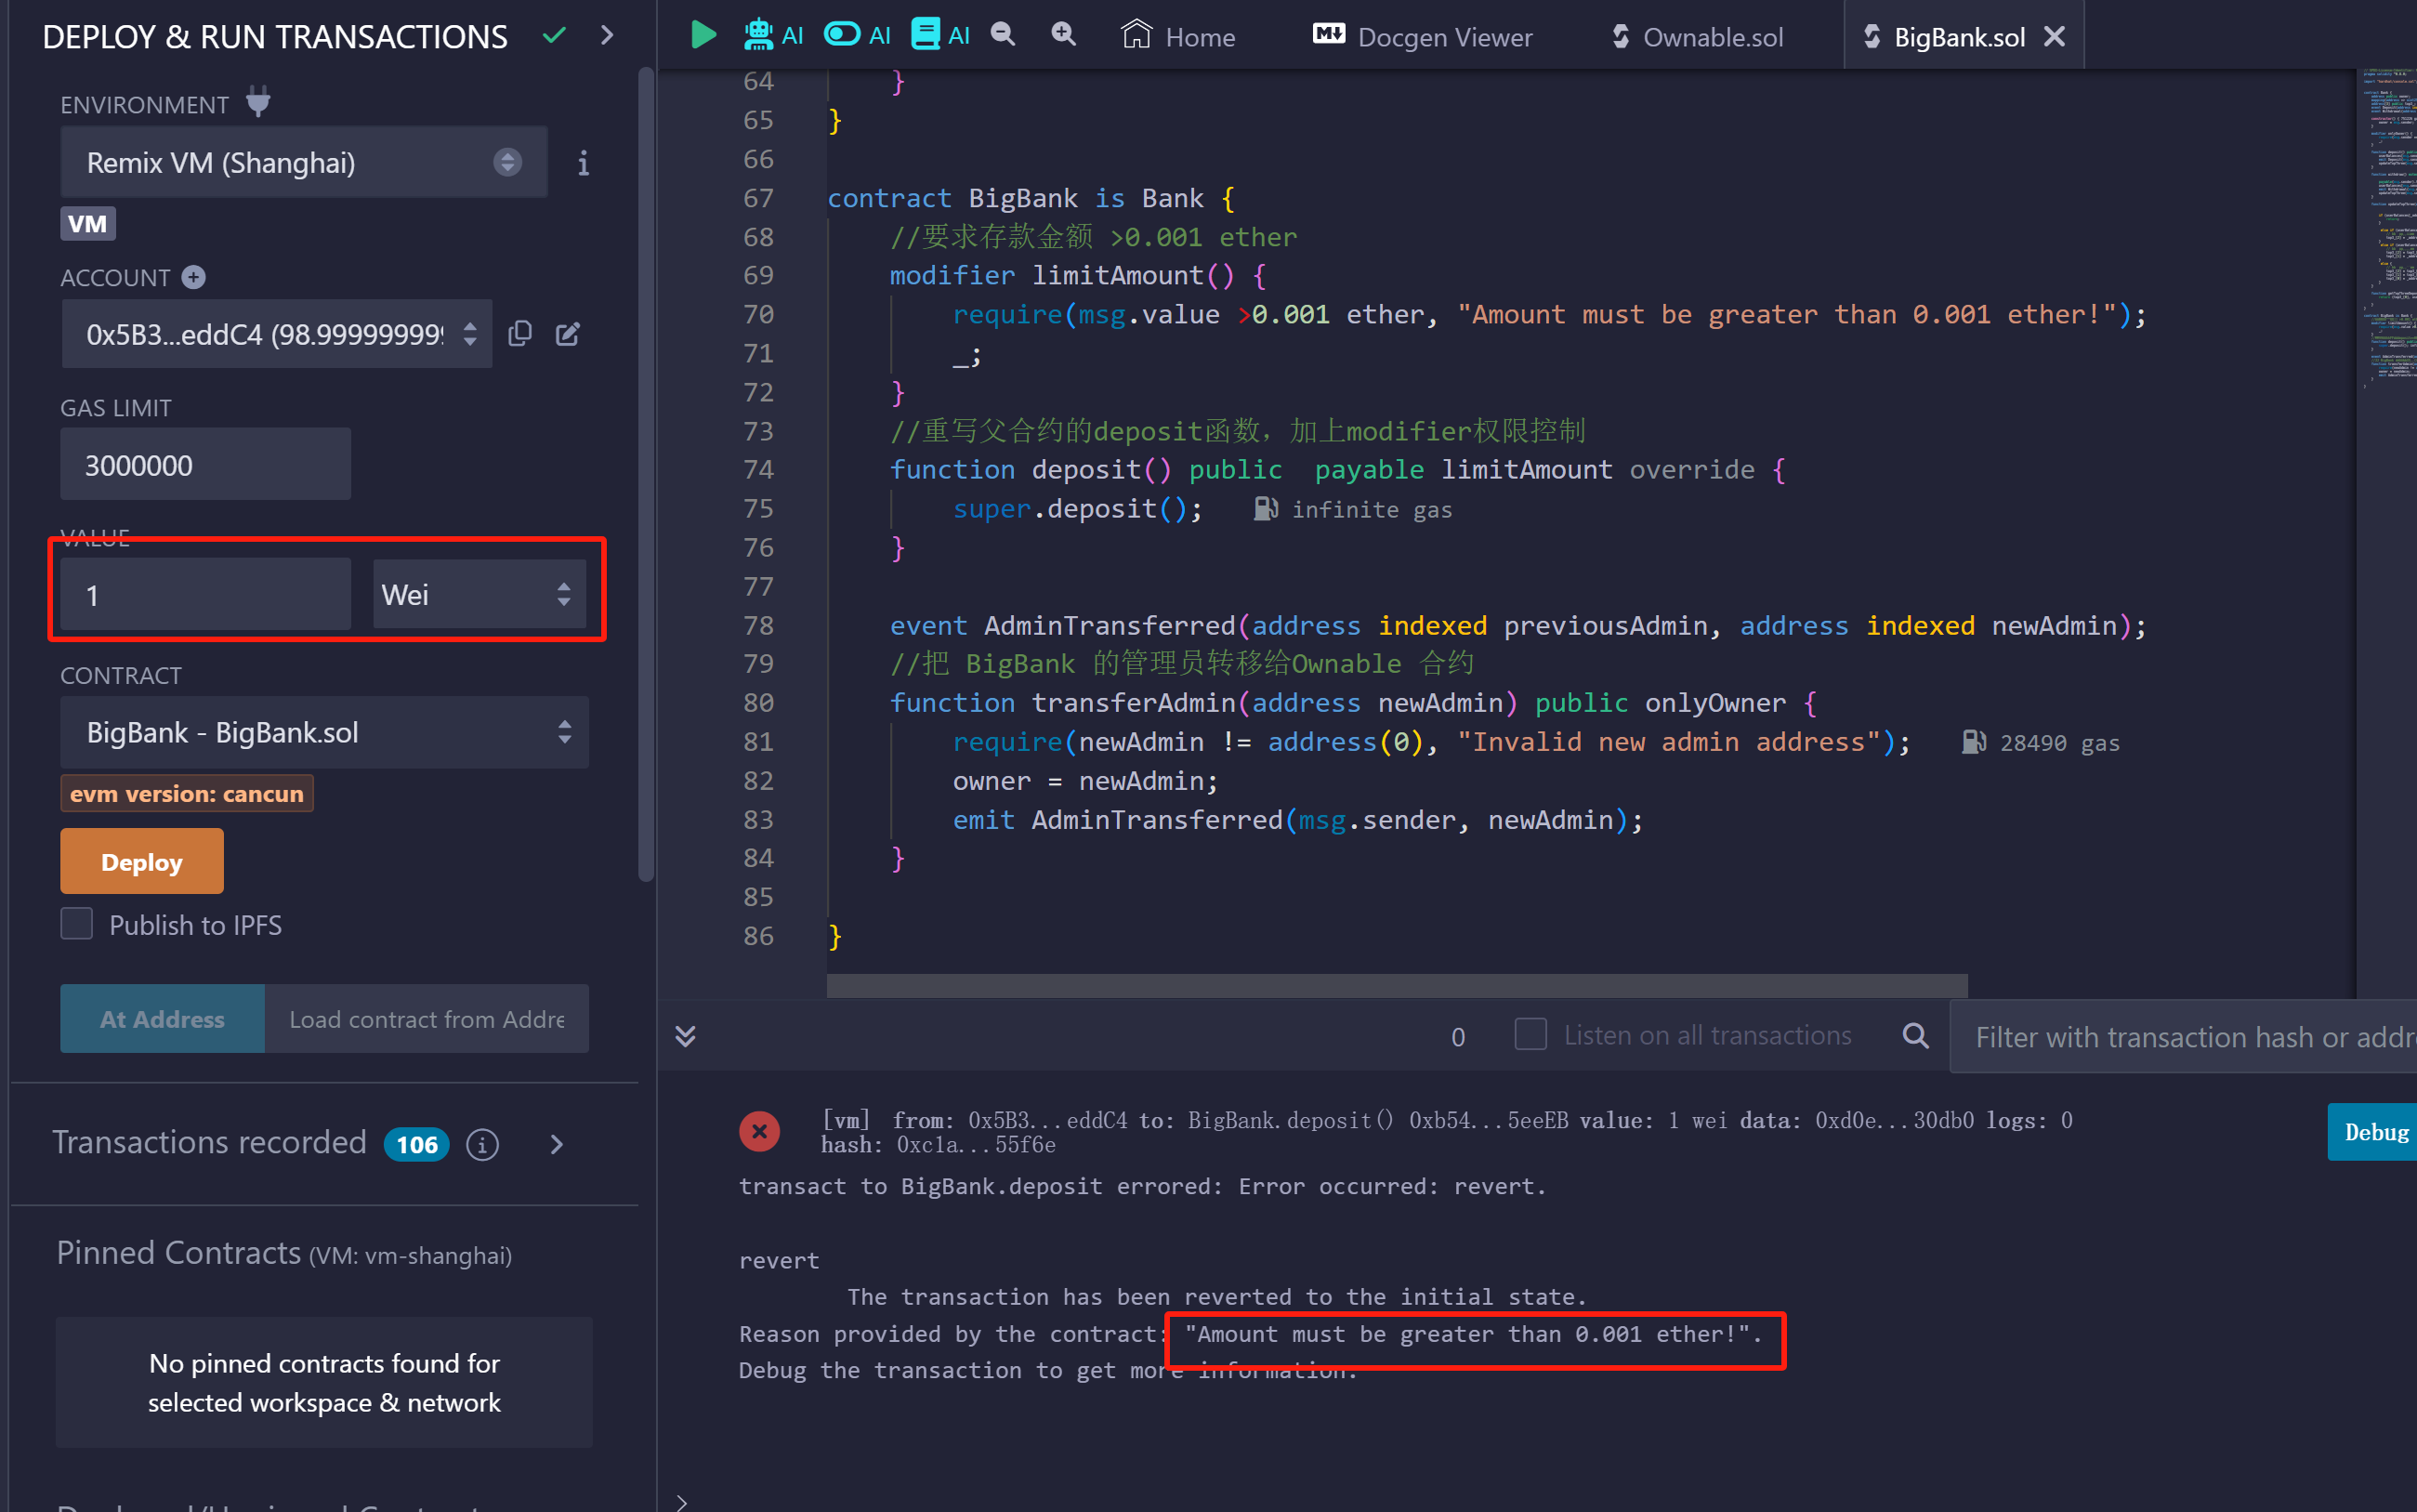 DEPLOY & RUN TRANSACTIONS
ENVIRONMENT
Remix VM (Shanghai)
VM
ACCOUNT
0x5B3...eddC4 (98.999999999
GAS LIMIT
3000000
VALUE
1
Wei
CONTRACT
BigBank - BigBank.sol
evm version: cancun
Deploy
Publish to IPFS
At Address
Load contract from Addre
Transactions recorded 106
Pinned Contracts (VM: vm-shanghai)
No pinned contracts found for
selected workspace & network
AI AI AI Home Docgen Viewer Ownable.sol BigBank.sol
64 }
65 }
66
67 contract BigBank is Bank {
68 //要求存款金额 >0.001 ether
69 modifier limitAmount() {
70 require(msg.value >0.001 ether, "Amount must be greater than 0.001 ether!");
71 _;
72 }
73 //重写父合约的deposit函数，加上modifier权限控制
74 function deposit() public  payable limitAmount override {
75 super.deposit(); infinite gas
76 }
77
78 event AdminTransferred(address indexed previousAdmin, address indexed newAdmin);
79 //把 BigBank 的管理员转移给Ownable 合约
80 function transferAdmin(address newAdmin) public onlyOwner {
81 require(newAdmin != address(0), "Invalid new admin address"); 28490 gas
82 owner = newAdmin;
83 emit AdminTransferred(msg.sender, newAdmin);
84 }
85
86 }
0 Listen on all transactions Filter with transaction hash or addr
[vm] from: 0x5B3...eddC4 to: BigBank.deposit() 0xb54...5eeEB value: 1 wei data: 0xd0e...30db0 logs: 0
hash: 0xc1a...55f6e
Debug
transact to BigBank.deposit errored: Error occurred: revert.
revert
The transaction has been reverted to the initial state.
Reason provided by the contract: "Amount must be greater than 0.001 ether!".
Debug the transaction to get more information.
>